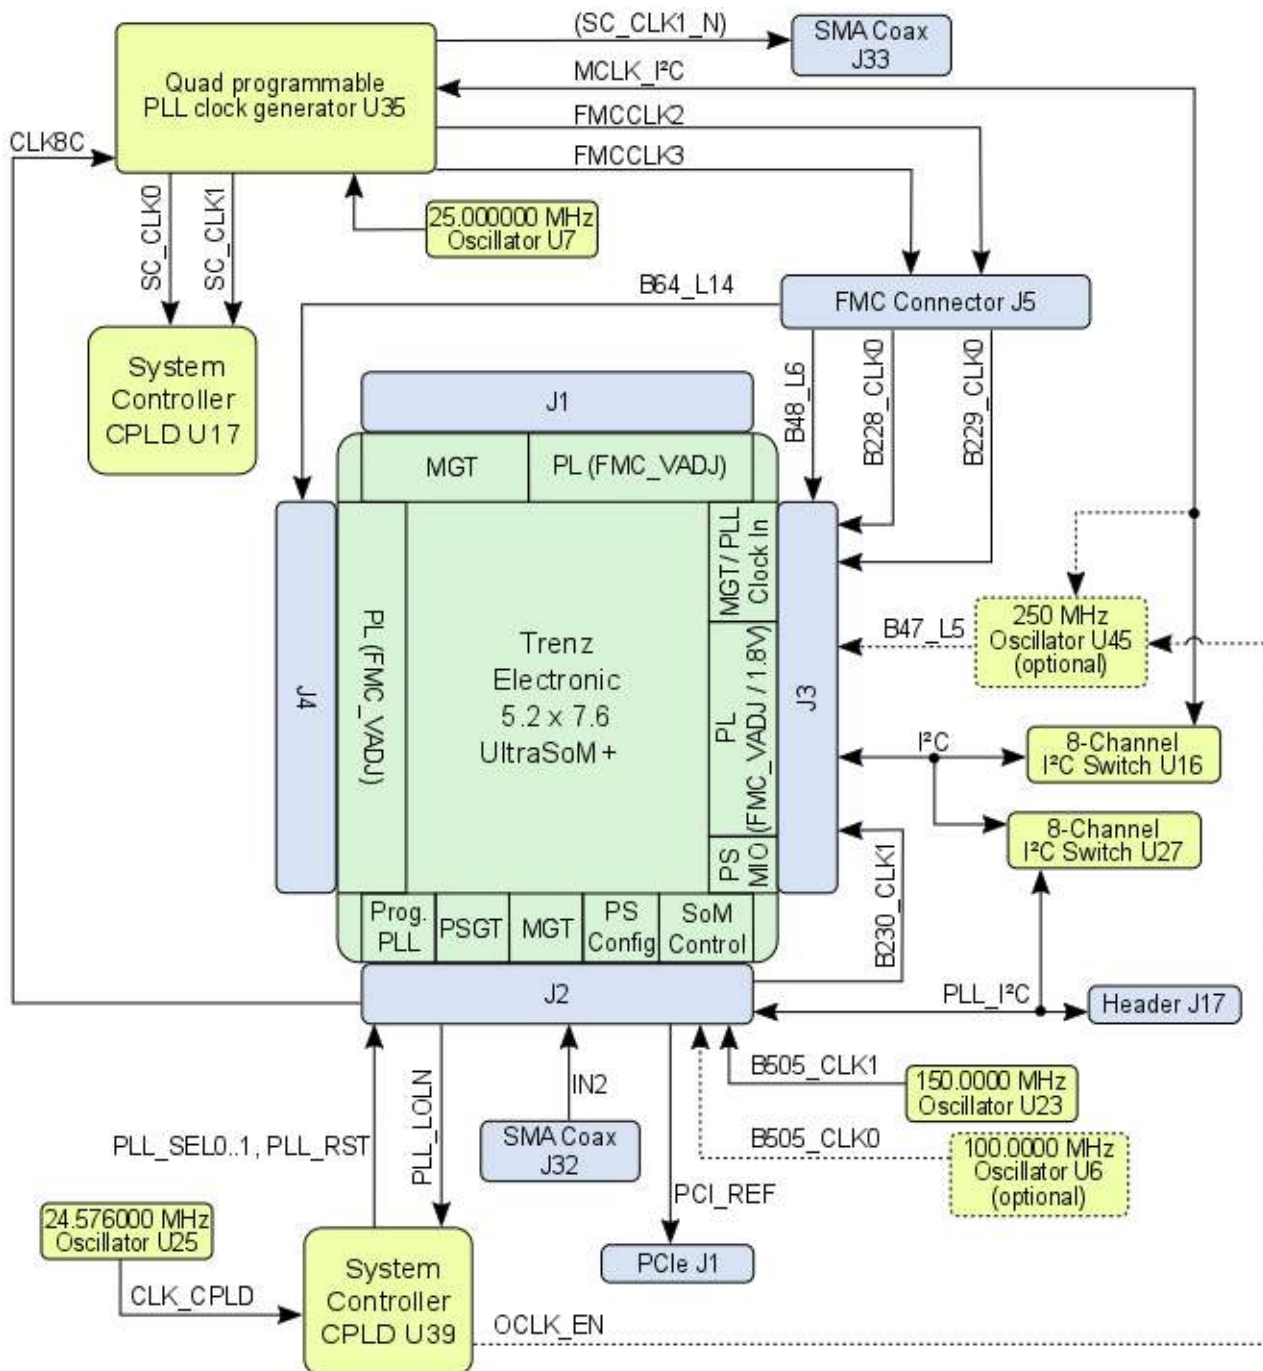 (SC_CLK1_N)
SMA Coax
J33
Quad programmable
PLL clock generator U35
MCLK_I²C
FMCCLK2
CLK8C
FMCCLK3
SC_CLK0
SC_CLK1
25.000000 MHz
Oscillator U7
B64_L14
FMC Connector J5
System
Controller
CPLD U17
J1
B48_L6
B228_CLK0
B229_CLK0
MGT
PL (FMC_VADJ)
MGT/ PLL
Clock In
J4
PL (FMC_VADJ)
Trenz
Electronic
5.2 x 7.6
UltraSoM+
PL
(FMC_VADJ / 1.8V)
J3
B47_L5
250 MHz
Oscillator U45
(optional)
I²C
8-Channel
I²C Switch U16
8-Channel
I²C Switch U27
PS
MIO
B230_CLK1
Prog.
PLL
PSGT
MGT
PS
Config
SoM
Control
J2
PLL_I²C
Header J17
B505_CLK1
150.0000 MHz
Oscillator U23
PLL_LOLN
IN2
SMA Coax
J32
B505_CLK0
100.0000 MHz
Oscillator U6
(optional)
PLL_SEL0..1, PLL_RST
PCI_REF
24.576000 MHz
Oscillator U25
CLK_CPLD
System
Controller
CPLD U39
PCIe J1
OCLK_EN